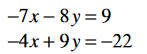 −7x − 8y = 9
−4x + 9y = −22